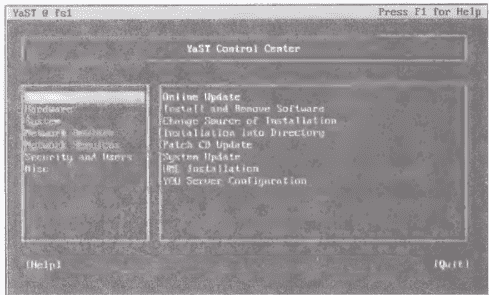 YaST @ fs1 Press F1 for Help
YaST Control Center
Online Update
Hardware Install and Remove Software
System Change Source of Installation
Network Devices Installation into Directory
Network Services Patch CD Update
Security and Users System Update
Misc UML Installation
YOU Server Configuration
[Help] [Quit]